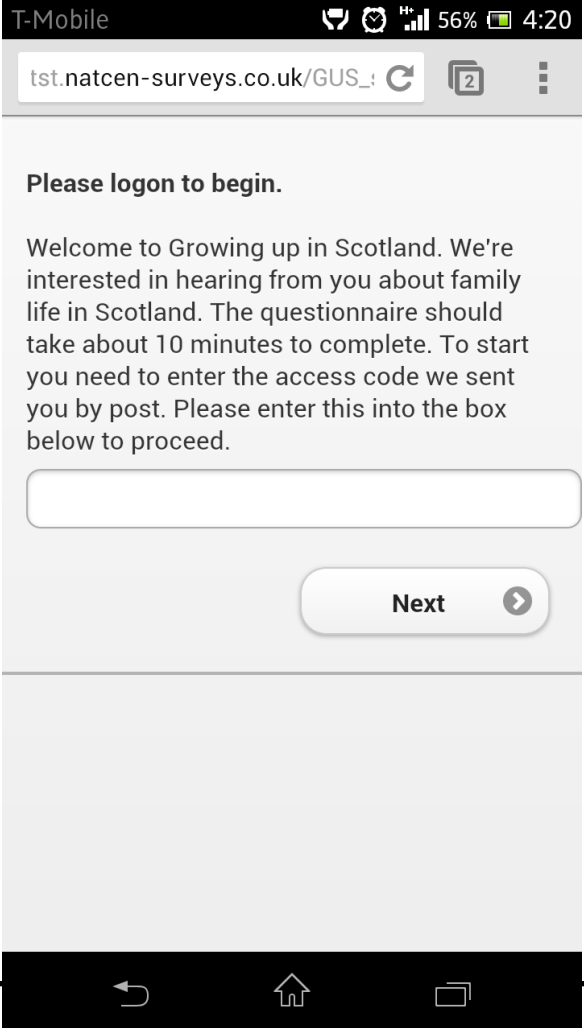 T-Mobile H+ 56% 4:20
tst.natcen-surveys.co.uk/GUS_s 2
Please logon to begin.
Welcome to Growing up in Scotland. We're
interested in hearing from you about family
life in Scotland. The questionnaire should
take about 10 minutes to complete. To start
you need to enter the access code we sent
you by post. Please enter this into the box
below to proceed.
Next